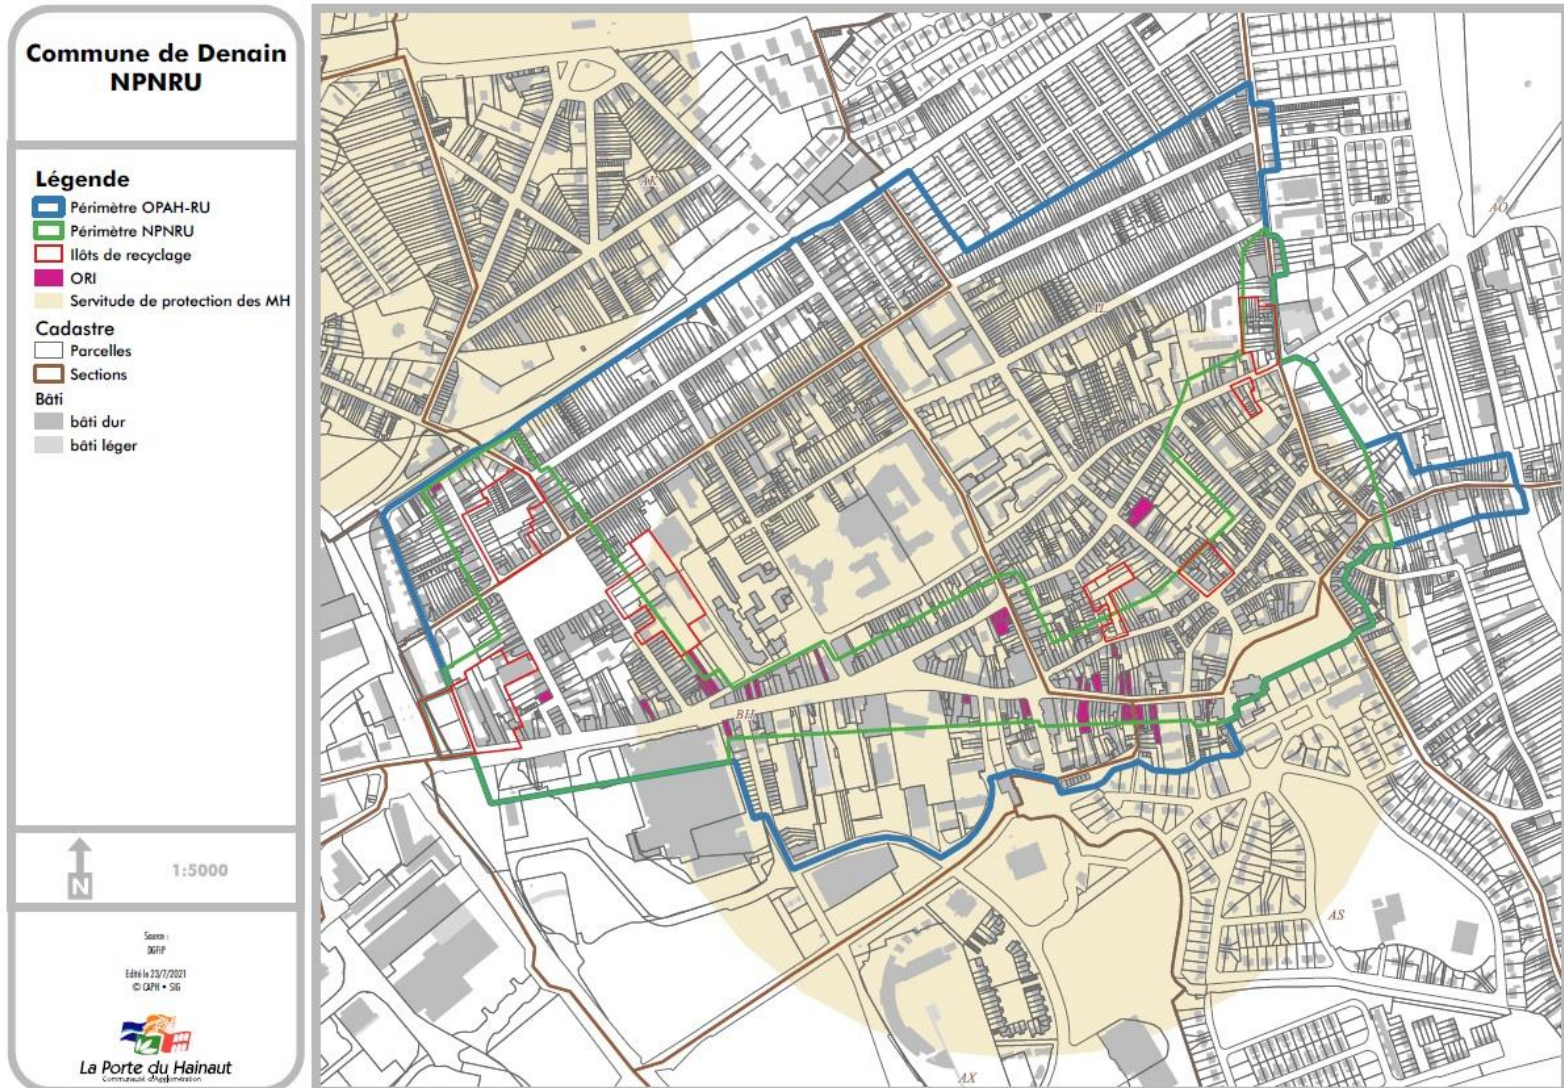 Commune de Denain
NPNRU
Légende
Périmètre OPAH-RU
Périmètre NPNRU
Ilôts de recyclage
ORI
Servitude de protection des MH
Cadastre
Parcelles
Sections
Bâti
bâti dur
bâti léger
N
1:5000
Source :
DGFiP
Edité le 23/7/2021
© CAPH • SIG
La Porte du Hainaut
Communauté d'Agglomération
AK
AO
AL
BH
AS
AX